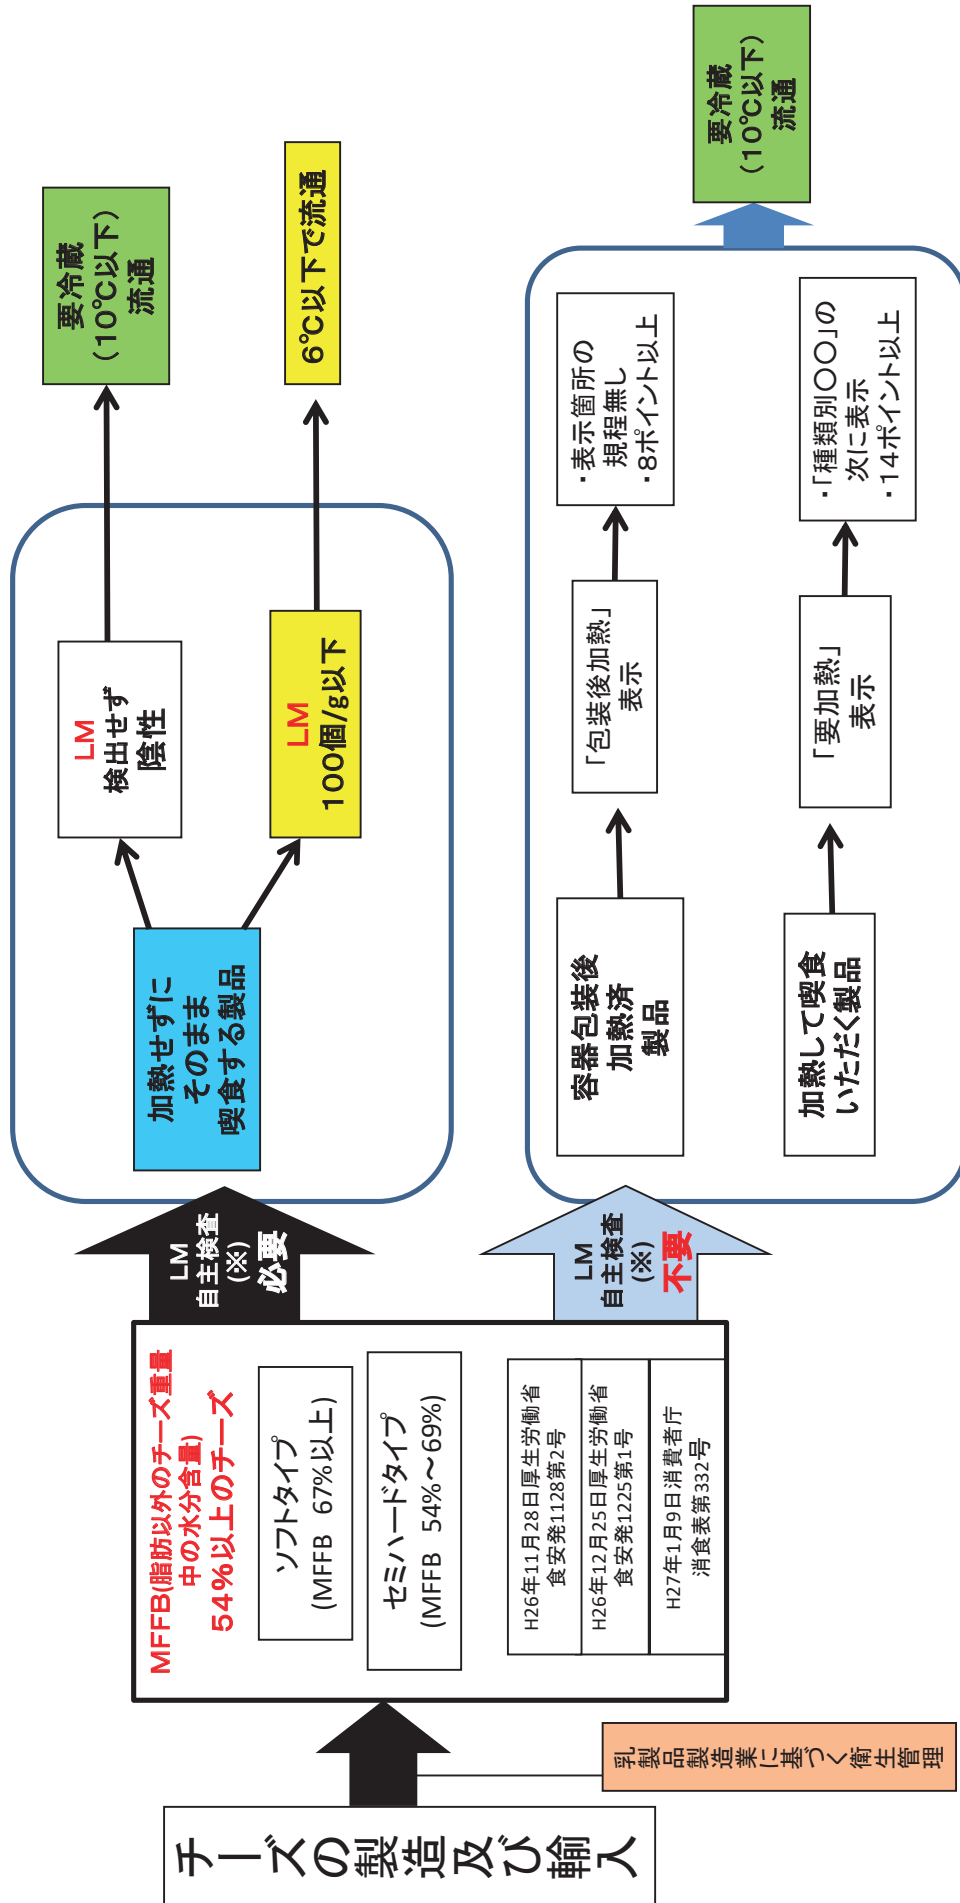 チーズの製造及び輸入
乳製品製造業に基づく衛生管理
MFFB(脂肪以外のチーズ重量
中の水分含量)
54%以上のチーズ
ソフトタイプ
(MFFB 67%以上)
セミハードタイプ
(MFFB 54%～69%)
H26年11月28日厚生労働省
食安発1128第2号
H26年12月25日厚生労働省
食安発1225第1号
H27年1月9日消費者庁
消食表第332号
LM
自主検査
(※)
必要
加熱せずに
そのまま
喫食する製品
LM
検出せず
陰性
要冷蔵
(10℃以下)
流通
LM
100個/g以下
6℃以下で流通
LM
自主検査
(※)
不要
容器包装後
加熱済
製品
「包装後加熱」
表示
・表示箇所の
規程無し
・8ポイント以上
加熱して喫食
いただく製品
「要加熱」
表示
・「種類別〇〇」の
次に表示
・14ポイント以上
要冷蔵
(10℃以下)
流通